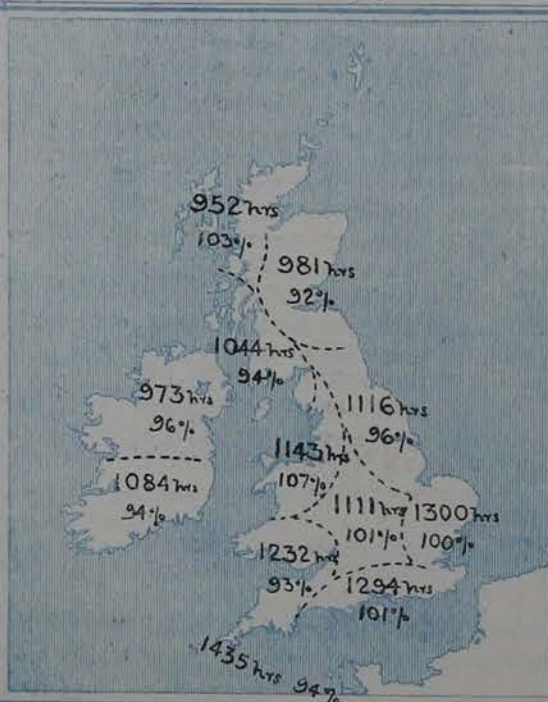 952 hrs
103%
981 hrs
92%
1044 hrs
94%
973 hrs
96%
1116 hrs
96%
1143 hrs
107%
1084 hrs
94%
1111 hrs
101%
1300 hrs
100%
1232 hrs
93%
1294 hrs
101%
1435 hrs 94%